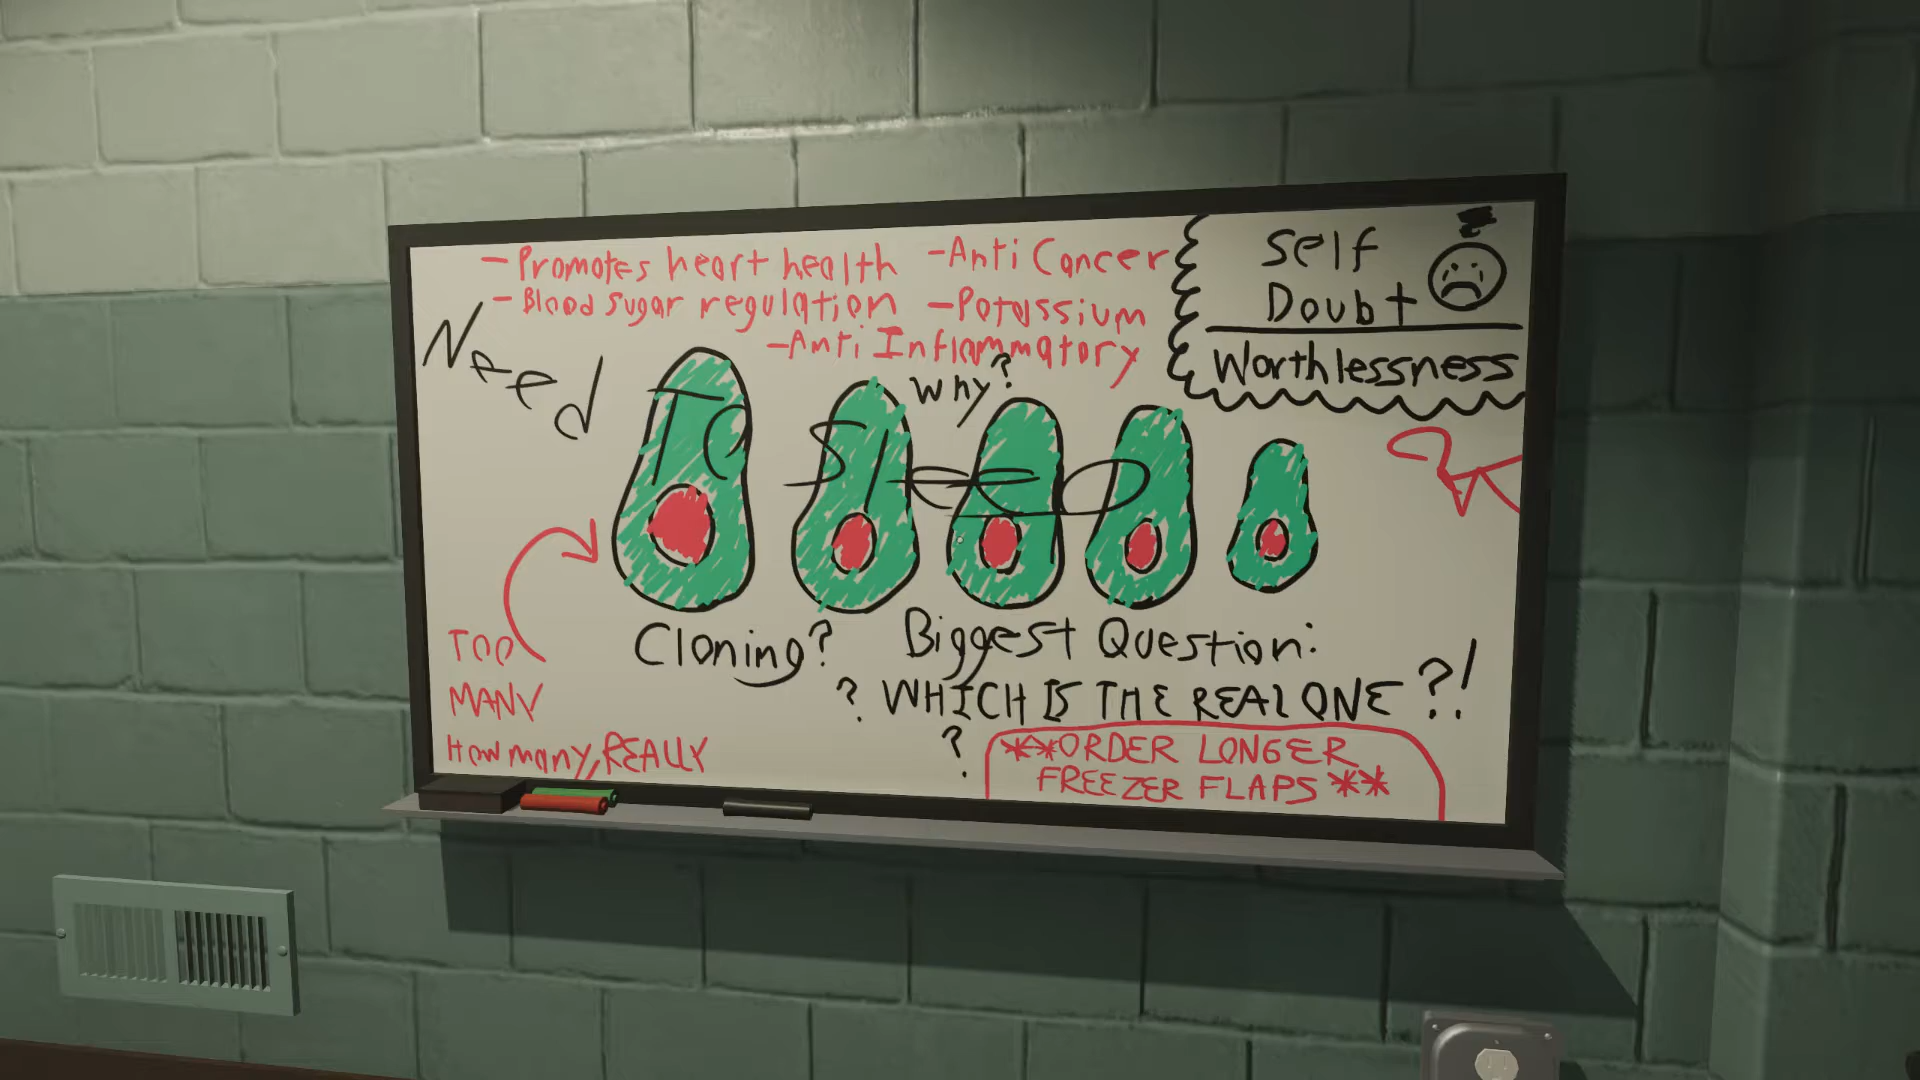 -Promotes heart health
-Anti Cancer
-Blood Sugar regulation
-Potassium
-Anti Inflammatory
Self
Doubt
Worthlessness
Need
To
Sleep
Why?
Cloning?
Biggest Question:
? WHICH IS THE REAL ONE ?!
?
TOO
MANY
How many, REALLY
**ORDER LONGER
FREEZER FLAPS**